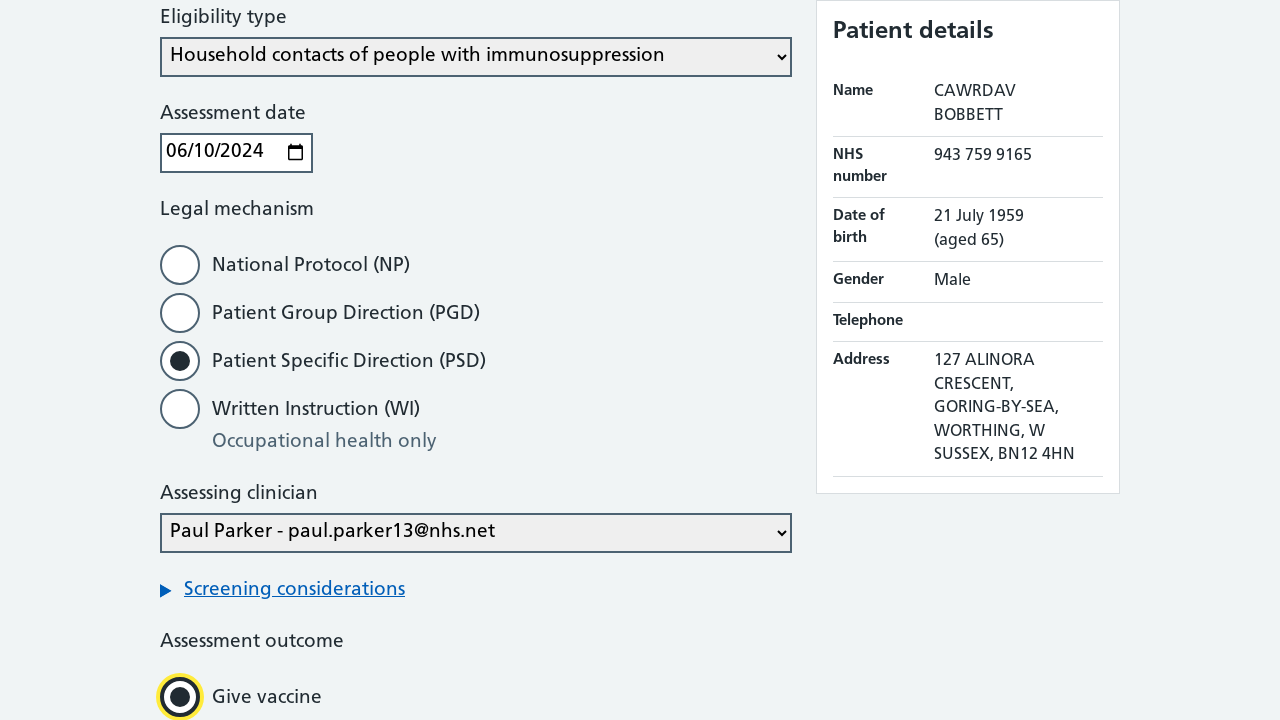 Eligibility type
Household contacts of people with immunosuppression
Assessment date
06/10/2024
Legal mechanism
National Protocol (NP)
Patient Group Direction (PGD)
Patient Specific Direction (PSD)
Written Instruction (WI)
Occupational health only
Assessing clinician
Paul Parker - paul.parker13@nhs.net
Screening considerations
Assessment outcome
Give vaccine
Patient details
Name
CAWRDAV
BOBBETT
NHS
number
943 759 9165
Date of
birth
21 July 1959
(aged 65)
Gender
Male
Telephone
Address
127 ALINORA
CRESCENT,
GORING-BY-SEA,
WORTHING, W
SUSSEX, BN12 4HN